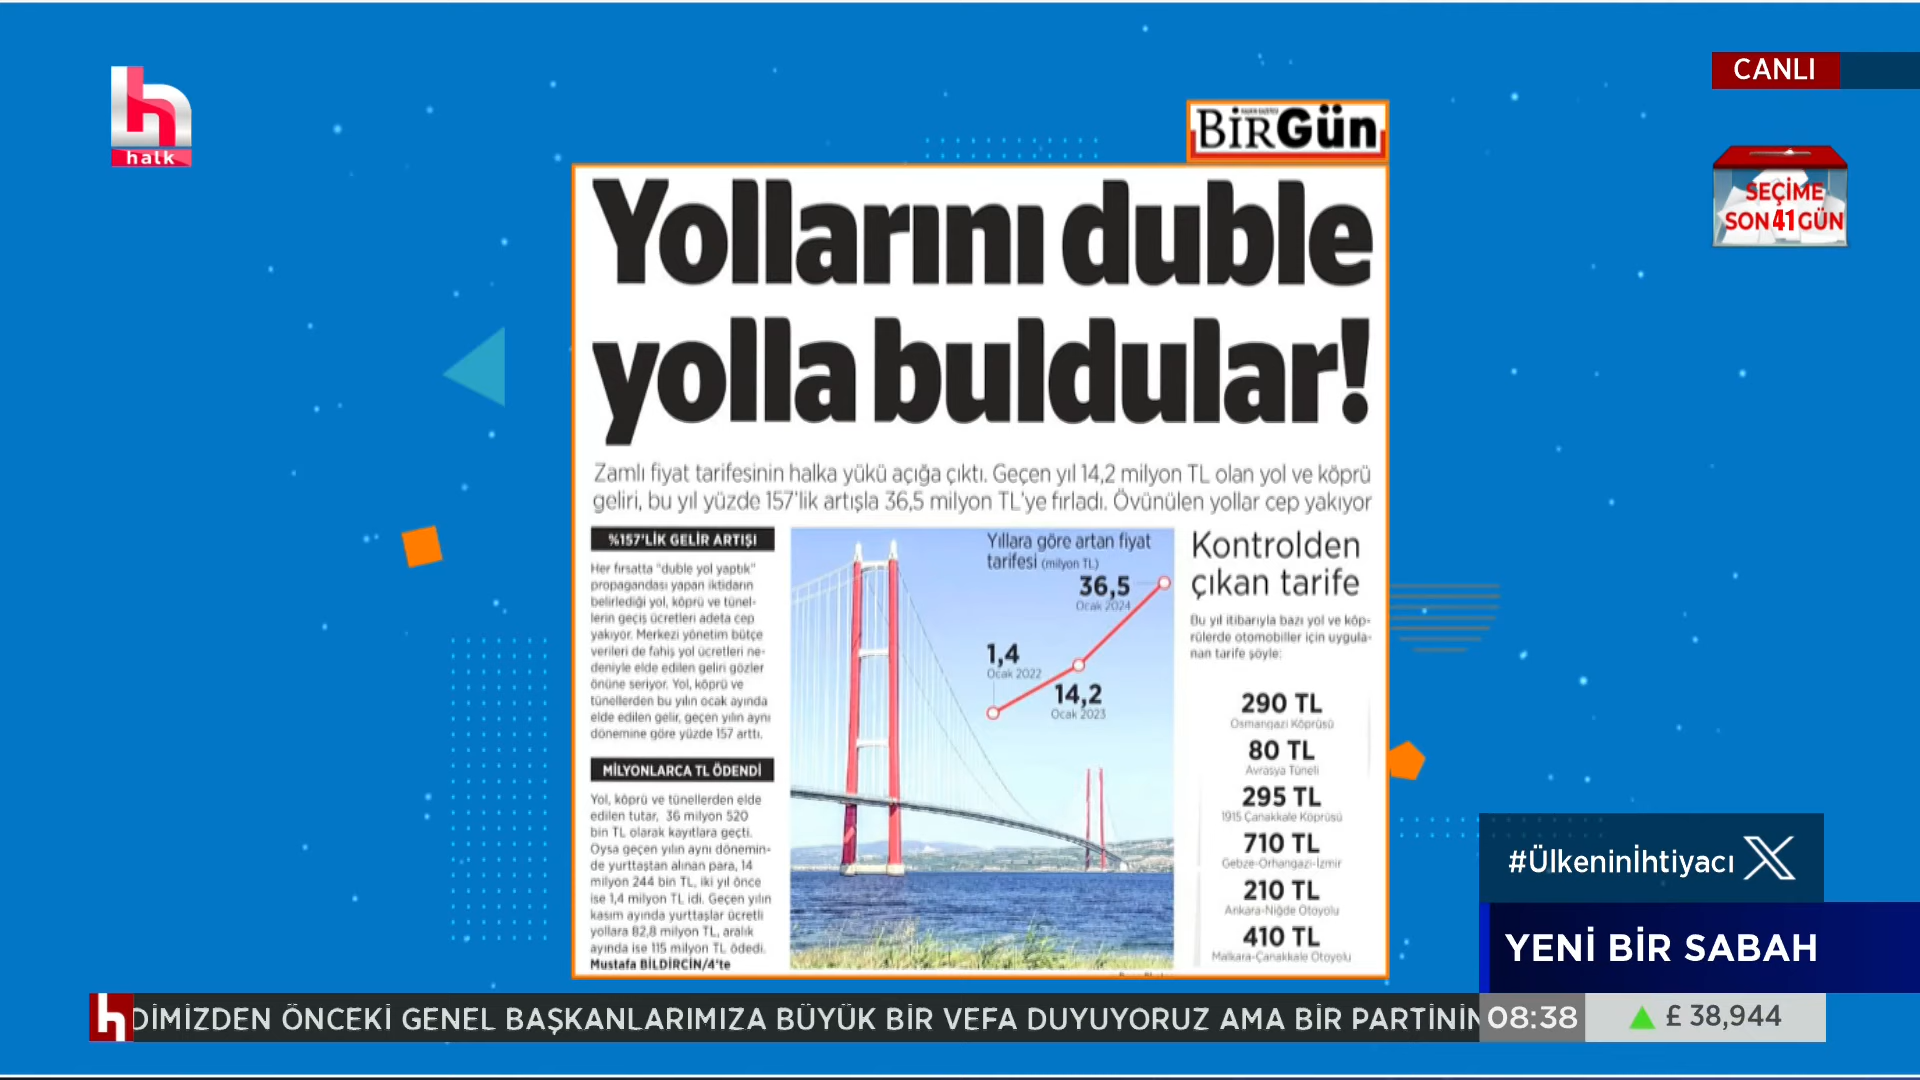 h
halk
CANLI
SEÇİME
SON 41 GÜN
BİRGün
Yollarını duble
yolla buldular!
Zamlı fiyat tarifesinin halka yükü açığa çıktı. Geçen yıl 14,2 milyon TL olan yol ve köprü
geliri, bu yıl yüzde 157'lik artışla 36,5 milyon TL'ye fırladı. Övünülen yollar cep yakıyor
%157'LİK GELİR ARTIŞI
Her fırsatta "duble yol yaptık"
propagandası yapan iktidarın
belirlediği yol, köprü ve tünel-
lerin geçiş ücretleri adeta cep
yakıyor. Merkezi yönetim bütçe
verileri de fahiş yol ücretleri ne-
deniyle elde edilen geliri gözler
önüne seriyor. Yol, köprü ve
tünellerden bu yılın ocak ayında
elde edilen gelir, geçen yılın aynı
dönemine göre yüzde 157 arttı.
MİLYONLARCA TL ÖDENDİ
Yol, köprü ve tünellerden elde
edilen tutar, 36 milyon 520
bin TL olarak kayıtlara geçti.
Oysa geçen yılın aynı dönemin-
de yurttaştan alınan para, 14
milyon 244 bin TL, iki yıl önce
ise 1,4 milyon TL idi. Geçen yılın
kasım ayında yurttaşlar ücretli
yollara 82,8 milyon TL, aralık
ayında ise 115 milyon TL ödedi.
Mustafa BİLDİRCİN/4'te
Yıllara göre artan fiyat
tarifesi (milyon TL)
36,5
Ocak 2024
1,4
Ocak 2022
14,2
Ocak 2023
Kontrolden
çıkan tarife
Bu yıl itibarıyla bazı yol ve köp-
rülerde otomobiller için uygula-
nan tarife şöyle:
290 TL
Osmangazi Köprüsü
80 TL
Avrasya Tüneli
295 TL
1915 Çanakkale Köprüsü
710 TL
Gebze-Orhangazi-İzmir
210 TL
Ankara-Niğde Otoyolu
410 TL
Malkara-Çanakkale Otoyolu
#Ülkeninİhtiyacı X
YENİ BİR SABAH
h DİMİZDEN ÖNCEKİ GENEL BAŞKANLARIMIZA BÜYÜK BİR VEFA DUYUYORUZ AMA BİR PARTİNİN 08:38 £ 38,944